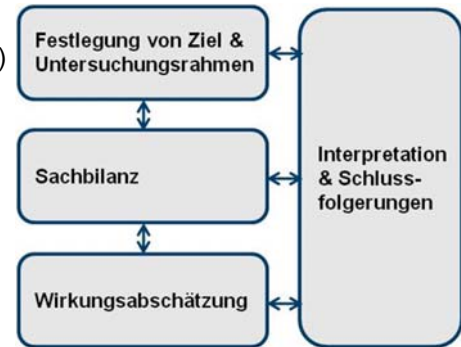 )
Festlegung von Ziel &
Untersuchungsrahmen
Sachbilanz
Wirkungsabschätzung
Interpretation
& Schluss-
folgerungen